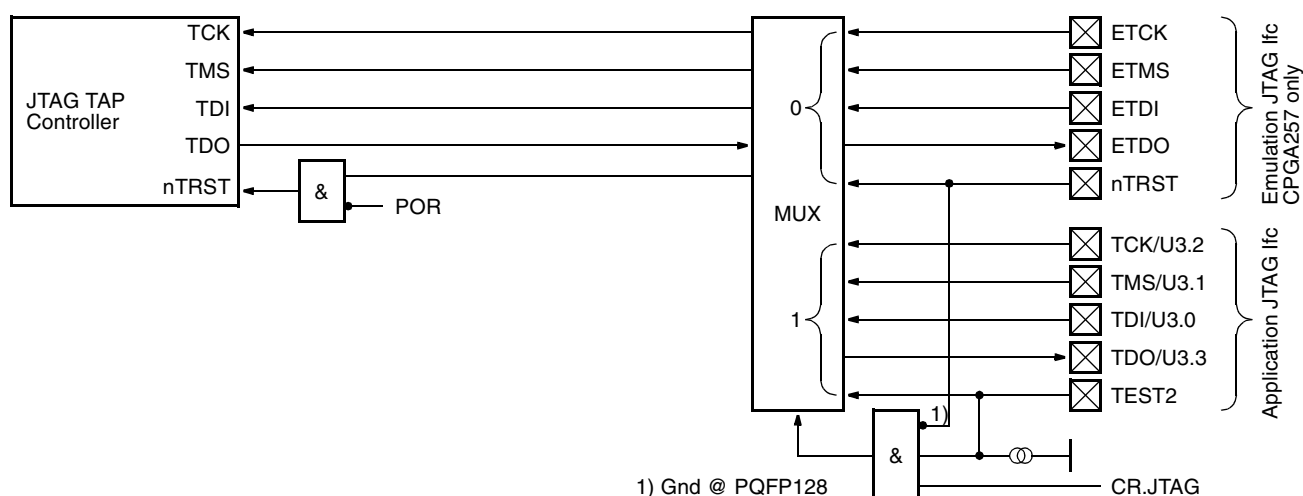 TCK
TMS
TDI
TDO
nTRST
JTAG TAP
Controller
&
POR
MUX
0
1
ETCK
ETMS
ETDI
ETDO
nTRST
Emulation JTAG Ifc
CPGA257 only
TCK/U3.2
TMS/U3.1
TDI/U3.0
TDO/U3.3
TEST2
Application JTAG Ifc
1)
&
CR.JTAG
1) Gnd @ PQFP128